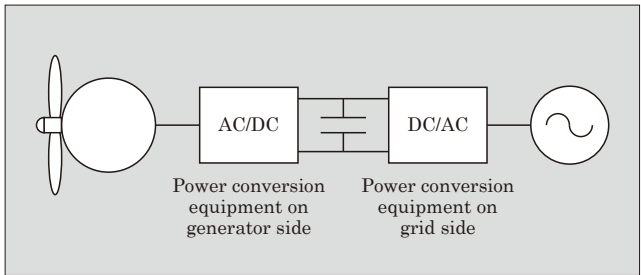 AC/DC
DC/AC
Power conversion
equipment on
generator side
Power conversion
equipment on
grid side